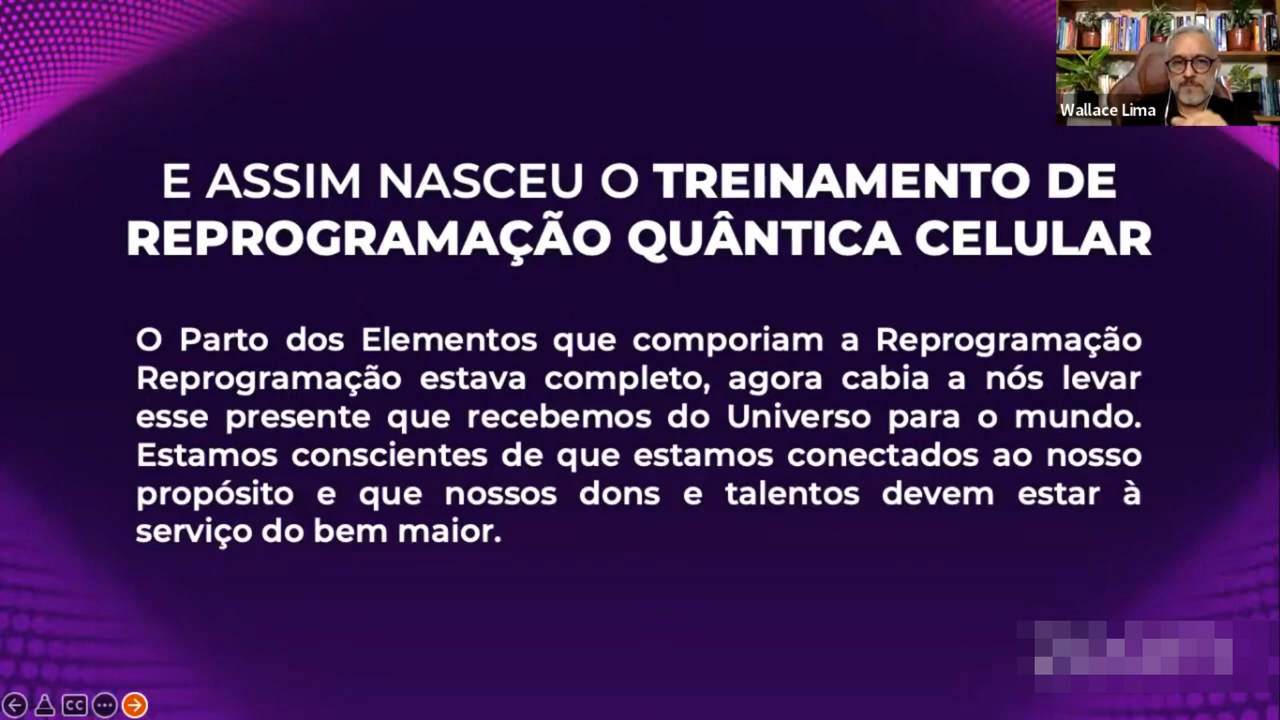 Wallace Lima
E ASSIM NASCEU O TREINAMENTO DE
REPROGRAMAÇÃO QUÂNTICA CELULAR
O Parto dos Elementos que comporiam a Reprogramação
Reprogramação estava completo, agora cabia a nós levar
esse presente que recebemos do Universo para o mundo.
Estamos conscientes de que estamos conectados ao nosso
propósito e que nossos dons e talentos devem estar à
serviço do bem maior.
CC